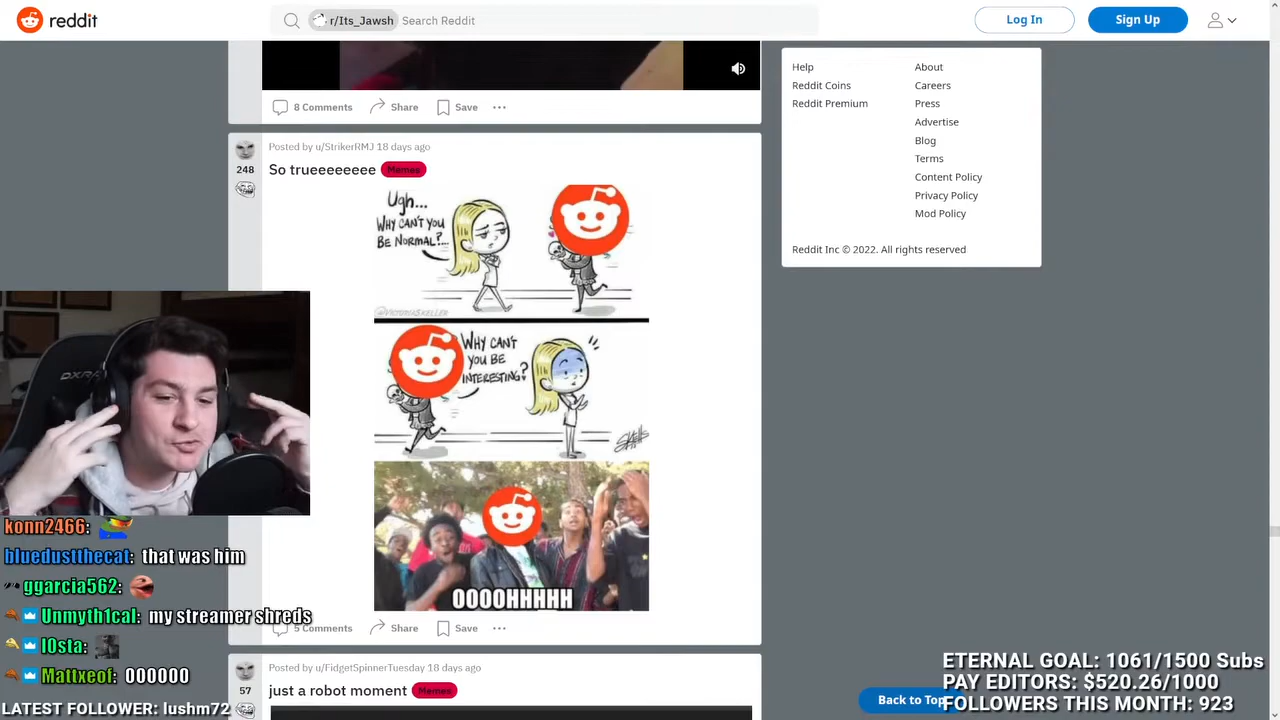 reddit
r/Its_Jawsh
Search Reddit
Log In
Sign Up
8 Comments
Share
Save
Posted by u/StrikerRMJ 18 days ago
248
So trueeeeeeee
Memes
Ugh...
WHY CAN'T YOU
BE NORMAL?...
WHY CAN'T
YOU BE
INTERESTING?
OOOOHHHHH
5 Comments
Share
Save
Posted by u/FidgetSpinnerTuesday 18 days ago
57
just a robot moment
Memes
Help
About
Reddit Coins
Careers
Reddit Premium
Press
Advertise
Blog
Terms
Content Policy
Privacy Policy
Mod Policy
Reddit Inc © 2022. All rights reserved
Back to Top
konn2466:
bluedustthecat: that was him
ggarcia562:
Unmyth1cal: my streamer shreds
l0sta:
Mattxeof: OOOOOO
LATEST FOLLOWER: lushm72
ETERNAL GOAL: 1061/1500 Subs
PAY EDITORS: $520.26/1000
FOLLOWERS THIS MONTH: 923